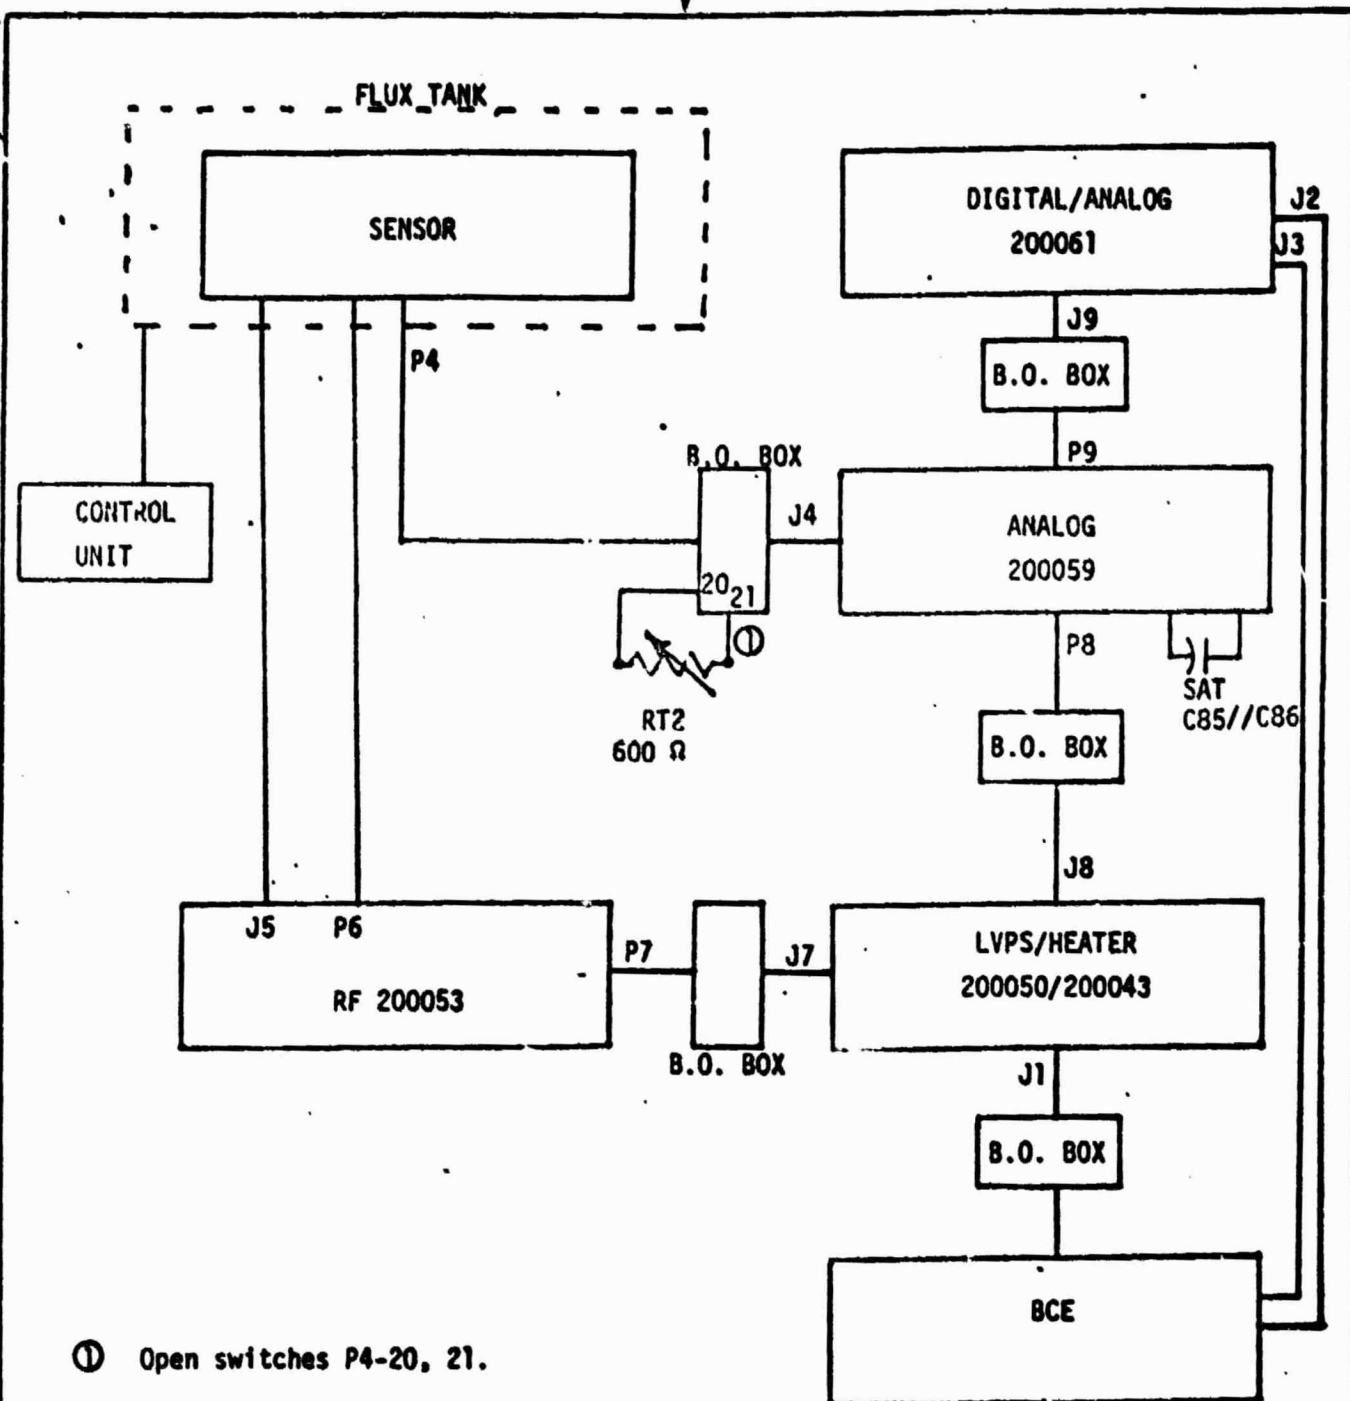 FLUX TANK
SENSOR
DIGITAL/ANALOG
200061
J2
J3
J9
B.O. BOX
P4
P9
B.O. BOX
CONTROL
UNIT
J4
ANALOG
200059
20
21
①
P8
RT2
600 Ω
SAT
C85//C86
B.O. BOX
J8
J5
P6
P7
J7
LVPS/HEATER
200050/200043
RF 200053
B.O. BOX
J1
B.O. BOX
BCE
① Open switches P4-20, 21.